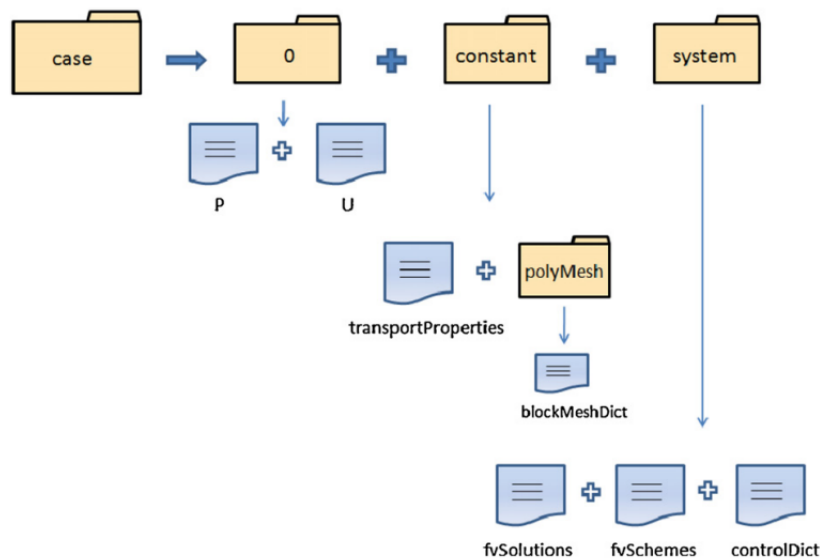 case
0
constant
system
P
U
polyMesh
transportProperties
blockMeshDict
fvSolutions
fvSchemes
controlDict